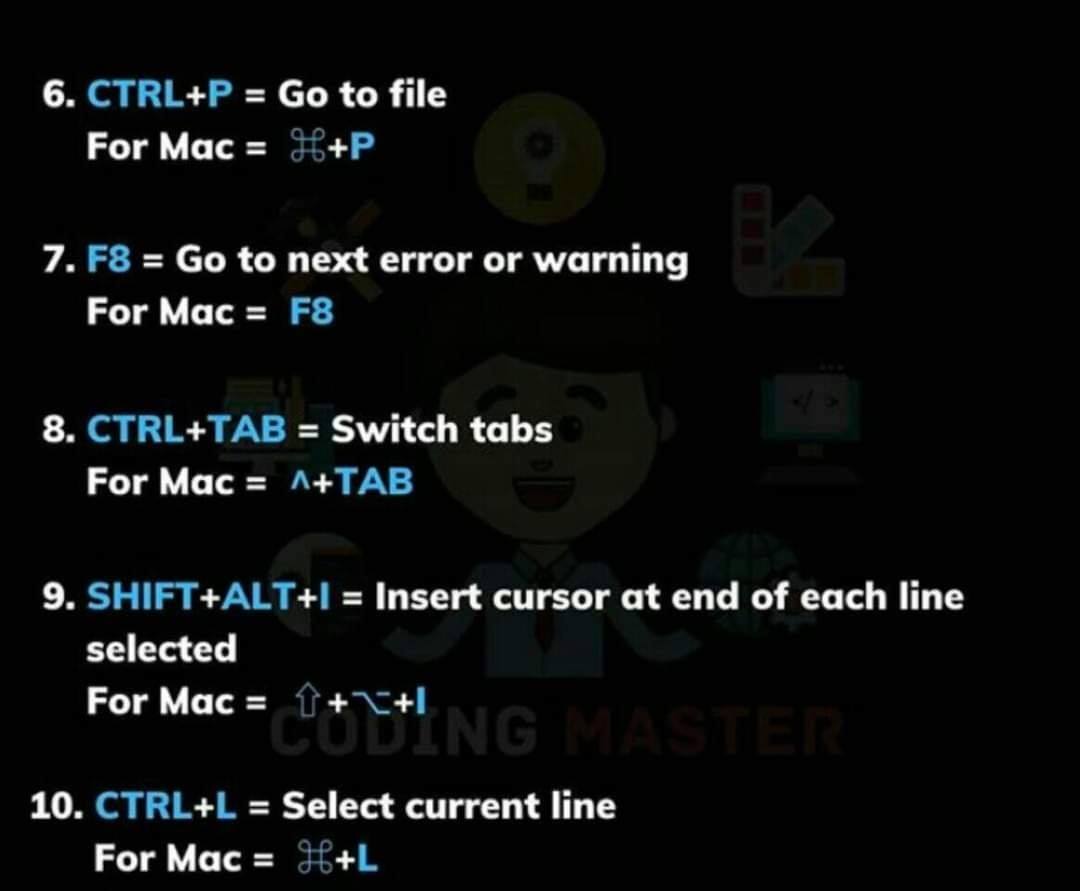 6. CTRL+P = Go to file
For Mac = ⌘+P
7. F8 = Go to next error or warning
For Mac = F8
8. CTRL+TAB = Switch tabs
For Mac = ^+TAB
9. SHIFT+ALT+I = Insert cursor at end of each line
selected
For Mac = ⇧+⌥+I
CODING MASTER
10. CTRL+L = Select current line
For Mac = ⌘+L